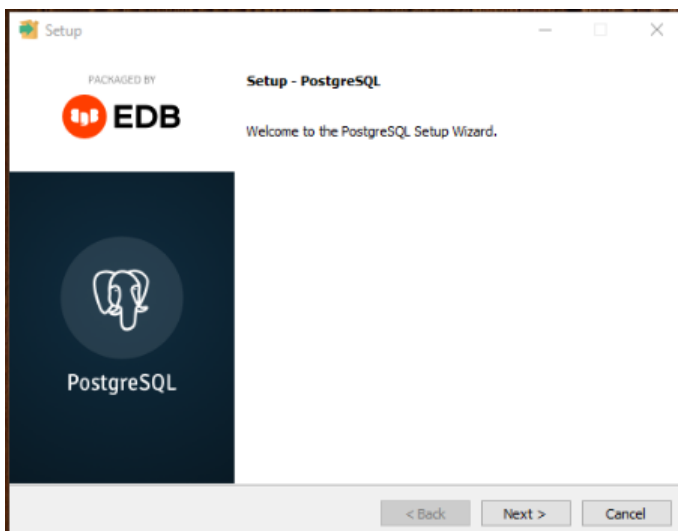 Setup
PACKAGED BY
EDB
Setup - PostgreSQL
Welcome to the PostgreSQL Setup Wizard.
PostgreSQL
< Back
Next >
Cancel